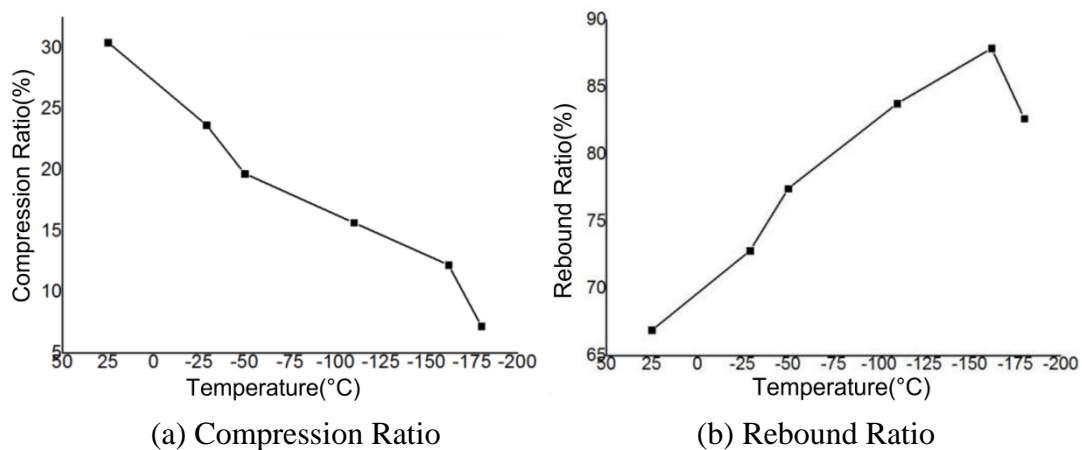 Compression Ratio(%)
30
25
20
15
10
5
50 25 0 -25 -50 -75 -100 -125 -150 -175 -200
Temperature(°C)
(a) Compression Ratio
Rebound Ratio(%)
90
85
80
75
70
65
50 25 0 -25 -50 -75 -100 -125 -150 -175 -200
Temperature(°C)
(b) Rebound Ratio